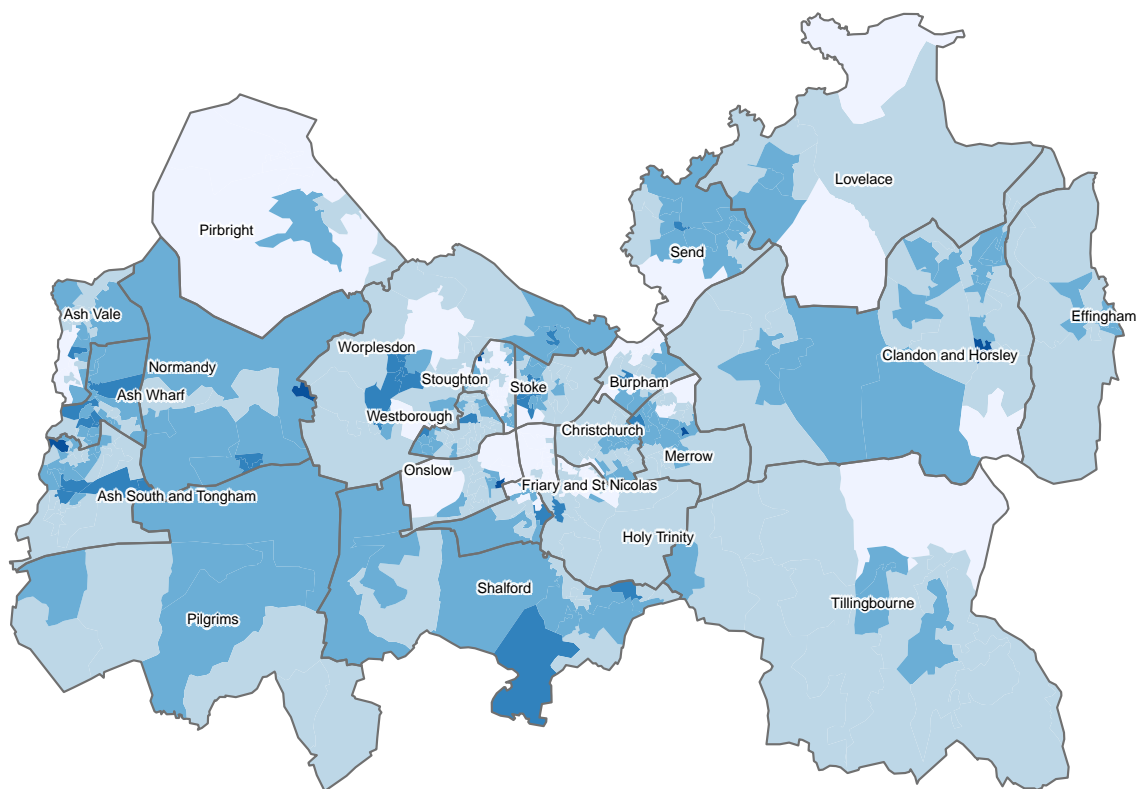 Lovelace
Pirbright
Send
Ash Vale
Effingham
Worplesdon
Clandon and Horsley
Normandy
Stoughton
Burpham
Stoke
Ash Wharf
Westborough
Christchurch
Merrow
Onslow
Friary and St Nicolas
Ash South and Tongham
Holy Trinity
Shalford
Tillingbourne
Pilgrims